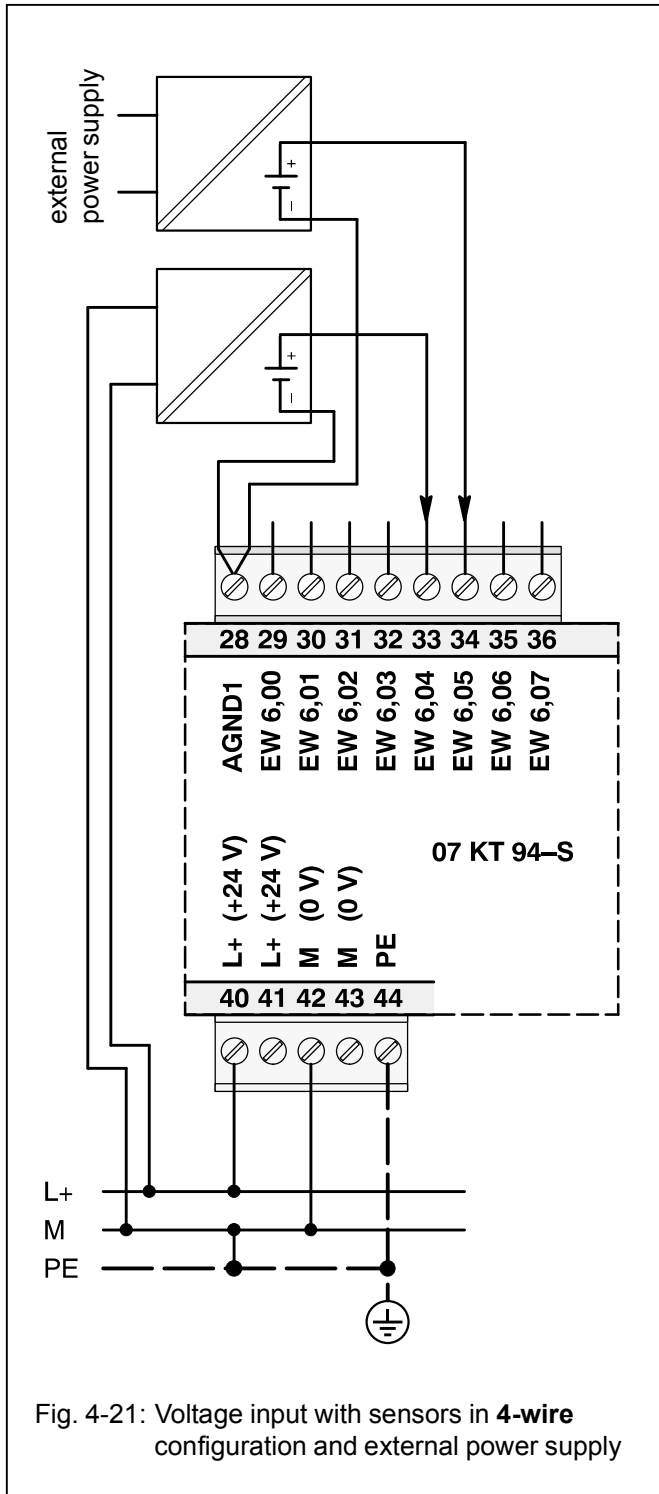 external
power supply
+
–
+
–
28 29 30 31 32 33 34 35 36
AGND1
EW 6,00
EW 6,01
EW 6,02
EW 6,03
EW 6,04
EW 6,05
EW 6,06
EW 6,07
07 KT 94–S
L+ (+24 V)
L+ (+24 V)
M (0 V)
M (0 V)
PE
40 41 42 43 44
L+
M
PE
Fig. 4-21: Voltage input with sensors in 4-wire
configuration and external power supply